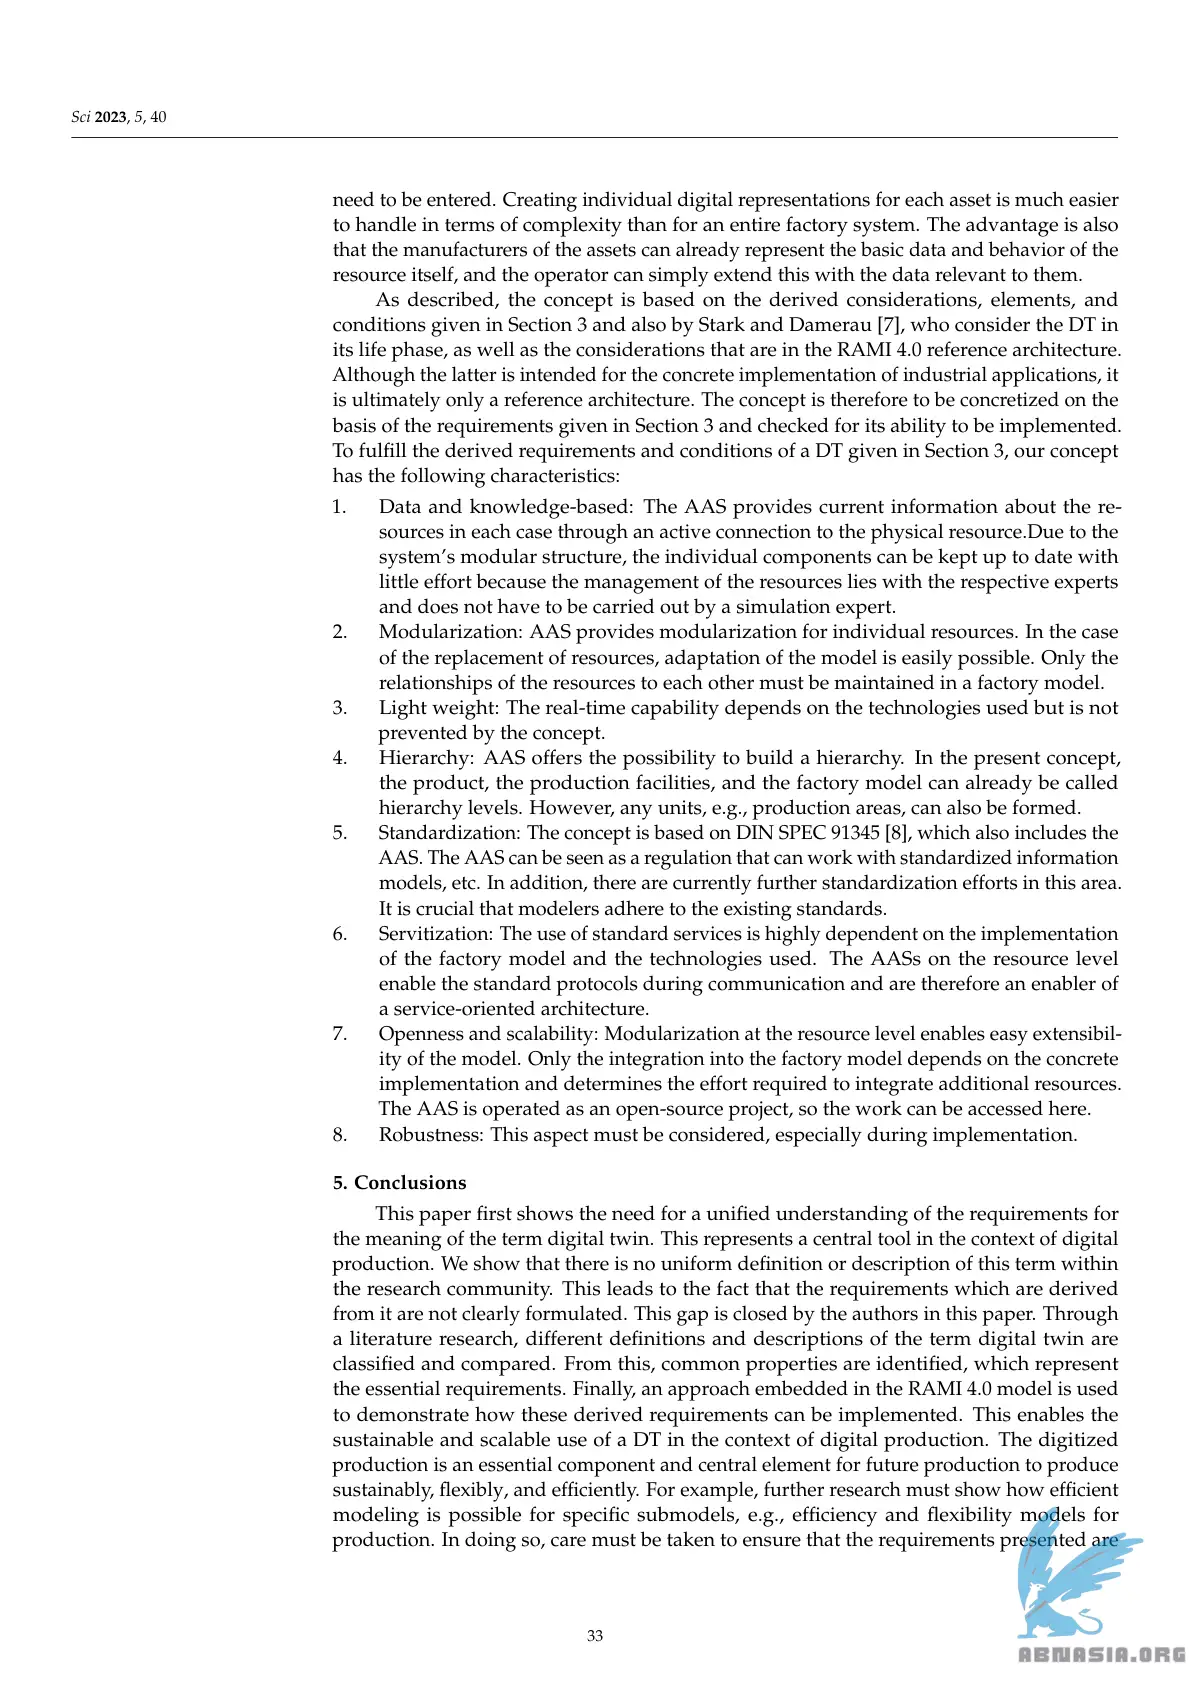 Sci 2023, 5, 40
need to be entered. Creating individual digital representations for each asset is much easier
to handle in terms of complexity than for an entire factory system. The advantage is also
that the manufacturers of the assets can already represent the basic data and behavior of the
resource itself, and the operator can simply extend this with the data relevant to them.
As described, the concept is based on the derived considerations, elements, and
conditions given in Section 3 and also by Stark and Damerau [7], who consider the DT in
its life phase, as well as the considerations that are in the RAMI 4.0 reference architecture.
Although the latter is intended for the concrete implementation of industrial applications, it
is ultimately only a reference architecture. The concept is therefore to be concretized on the
basis of the requirements given in Section 3 and checked for its ability to be implemented.
To fulfill the derived requirements and conditions of a DT given in Section 3, our concept
has the following characteristics:
1. Data and knowledge-based: The AAS provides current information about the re-
sources in each case through an active connection to the physical resource.Due to the
system's modular structure, the individual components can be kept up to date with
little effort because the management of the resources lies with the respective experts
and does not have to be carried out by a simulation expert.
2. Modularization: AAS provides modularization for individual resources. In the case
of the replacement of resources, adaptation of the model is easily possible. Only the
relationships of the resources to each other must be maintained in a factory model.
3. Light weight: The real-time capability depends on the technologies used but is not
prevented by the concept.
4. Hierarchy: AAS offers the possibility to build a hierarchy. In the present concept,
the product, the production facilities, and the factory model can already be called
hierarchy levels. However, any units, e.g., production areas, can also be formed.
5. Standardization: The concept is based on DIN SPEC 91345 [8], which also includes the
AAS. The AAS can be seen as a regulation that can work with standardized information
models, etc. In addition, there are currently further standardization efforts in this area.
It is crucial that modelers adhere to the existing standards.
6. Servitization: The use of standard services is highly dependent on the implementation
of the factory model and the technologies used. The AASs on the resource level
enable the standard protocols during communication and are therefore an enabler of
a service-oriented architecture.
7. Openness and scalability: Modularization at the resource level enables easy extensibil-
ity of the model. Only the integration into the factory model depends on the concrete
implementation and determines the effort required to integrate additional resources.
The AAS is operated as an open-source project, so the work can be accessed here.
8. Robustness: This aspect must be considered, especially during implementation.
5. Conclusions
This paper first shows the need for a unified understanding of the requirements for
the meaning of the term digital twin. This represents a central tool in the context of digital
production. We show that there is no uniform definition or description of this term within
the research community. This leads to the fact that the requirements which are derived
from it are not clearly formulated. This gap is closed by the authors in this paper. Through
a literature research, different definitions and descriptions of the term digital twin are
classified and compared. From this, common properties are identified, which represent
the essential requirements. Finally, an approach embedded in the RAMI 4.0 model is used
to demonstrate how these derived requirements can be implemented. This enables the
sustainable and scalable use of a DT in the context of digital production. The digitized
production is an essential component and central element for future production to produce
sustainably, flexibly, and efficiently. For example, further research must show how efficient
modeling is possible for specific submodels, e.g., efficiency and flexibility models for
production. In doing so, care must be taken to ensure that the requirements presented are
33
ABNASIA.ORG